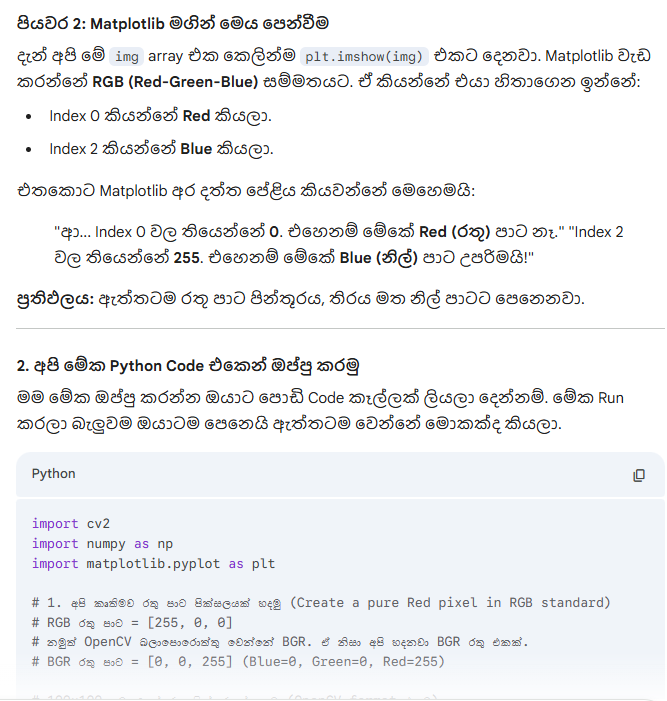 පියවර 2: Matplotlib මගින් මෙය පෙන්වීම
දැන් අපි මේ img array එක කෙලින්ම plt.imshow(img) එකට දෙනවා. Matplotlib වැඩ
කරන්නේ RGB (Red-Green-Blue) සම්මතයට. ඒ කියන්නේ එයා හිතාගෙන ඉන්නේ:
• Index 0 කියන්නේ Red කියලා.
• Index 2 කියන්නේ Blue කියලා.
එතකොට Matplotlib අර දත්ත පේළිය කියවන්නේ මෙහෙමයි:
"ආ... Index 0 වල තියෙන්නේ 0. එහෙනම් මේකේ Red (රතු) පාට නෑ." "Index 2
වල තියෙන්නේ 255. එහෙනම් මේකේ Blue (නිල්) පාට උපරිමයි!"
ප්‍රතිඵලය: ඇත්තටම රතු පාට පින්තූරය, තිරය මත නිල් පාටට පෙනෙනවා.
2. අපි මේක Python Code එකෙන් ඔප්පු කරමු
මම මේක ඔප්පු කරන්න ඔයාට පොඩි Code කෑල්ලක් ලියලා දෙන්නම්. මේක Run
කරලා බැලුවම ඔයාටම පෙනෙයි ඇත්තටම වෙන්නේ මොකක්ද කියලා.
Python
import cv2
import numpy as np
import matplotlib.pyplot as plt
# 1. අපි කෘතිමව රතු පාට පික්සලයක් හදමු (Create a pure Red pixel in RGB standard)
# RGB රතු පාට = [255, 0, 0]
# නමුත් OpenCV බලාපොරොත්තු වෙන්නේ BGR. ඒ නිසා අපි හදනවා BGR රතු එකක්.
# BGR රතු පාට = [0, 0, 255] (Blue=0, Green=0, Red=255)